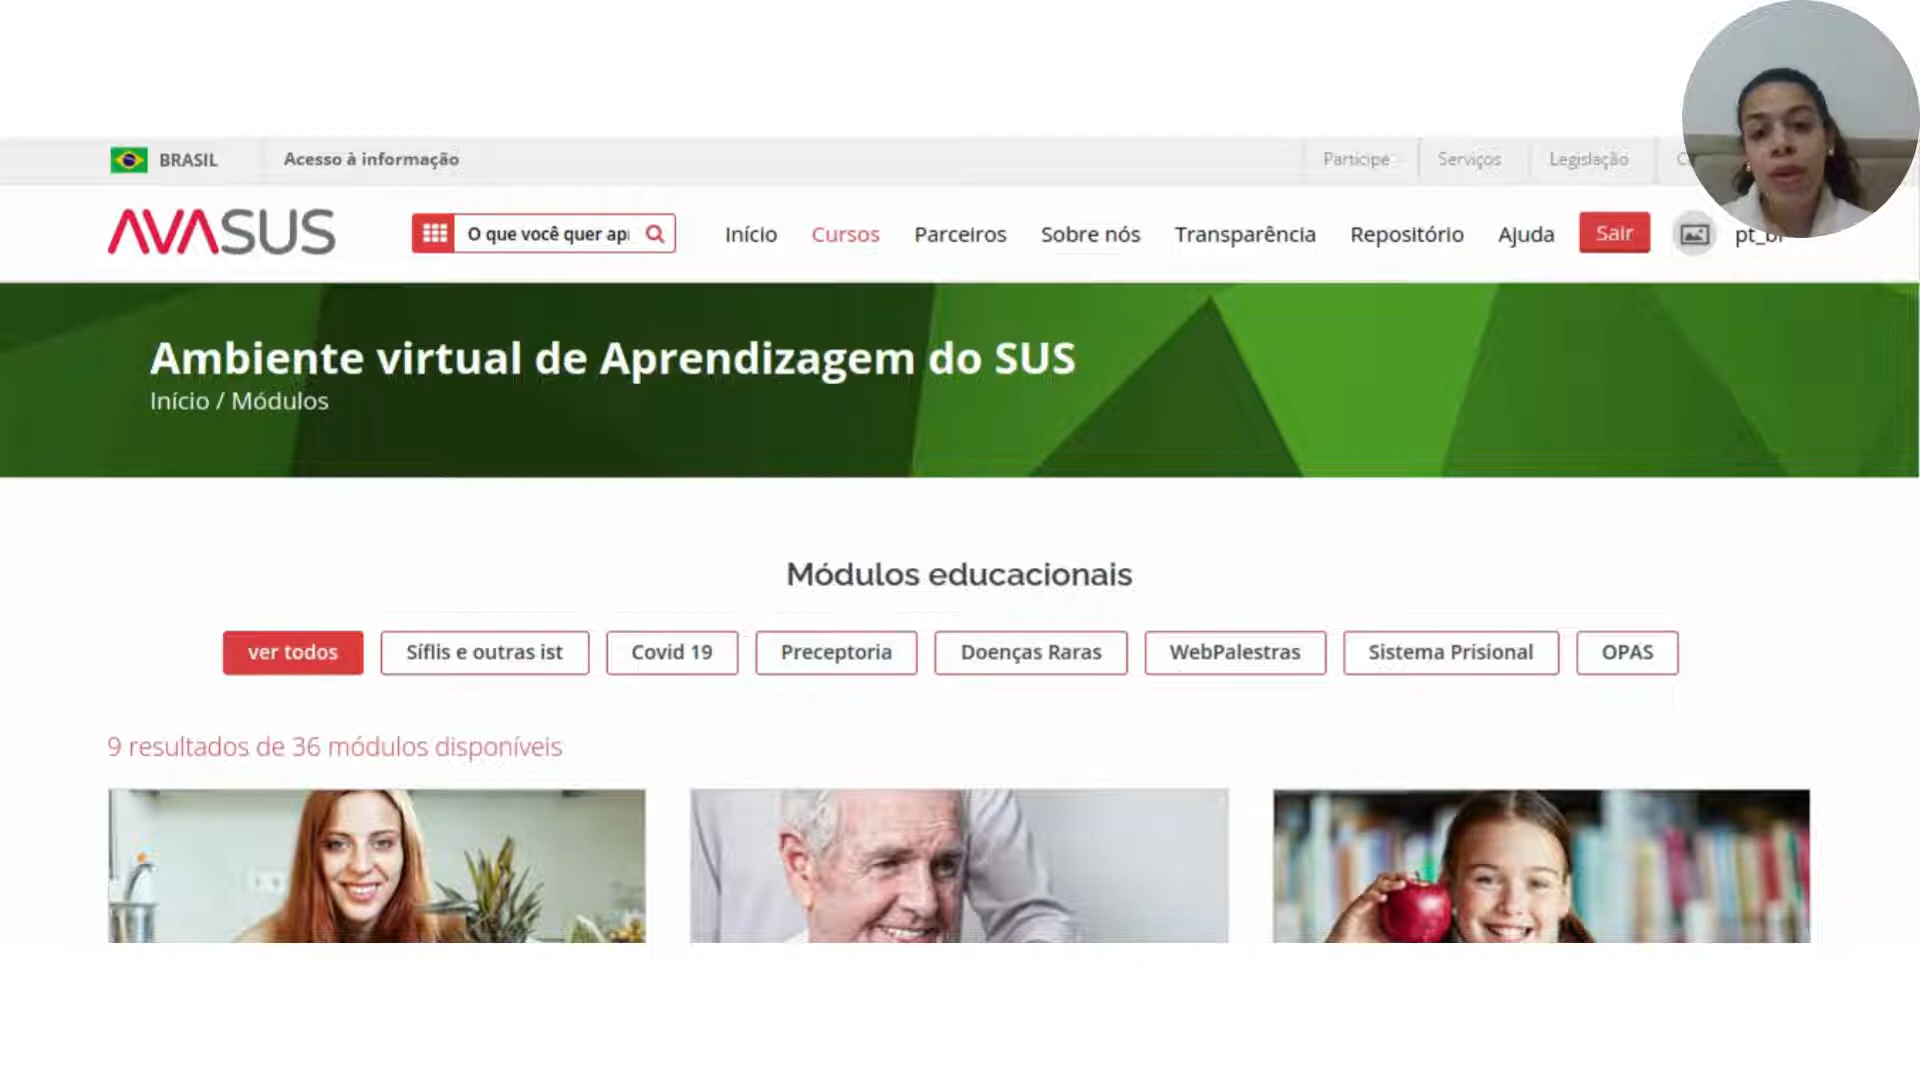 BRASIL
Acesso à informação
Participe
Serviços
Legislação
AVASUS
O que você quer ap
Início
Cursos
Parceiros
Sobre nós
Transparência
Repositório
Ajuda
Sair
Ambiente virtual de Aprendizagem do SUS
Início / Módulos
Módulos educacionais
ver todos
Síflis e outras ist
Covid 19
Preceptoria
Doenças Raras
WebPalestras
Sistema Prisional
OPAS
9 resultados de 36 módulos disponíveis